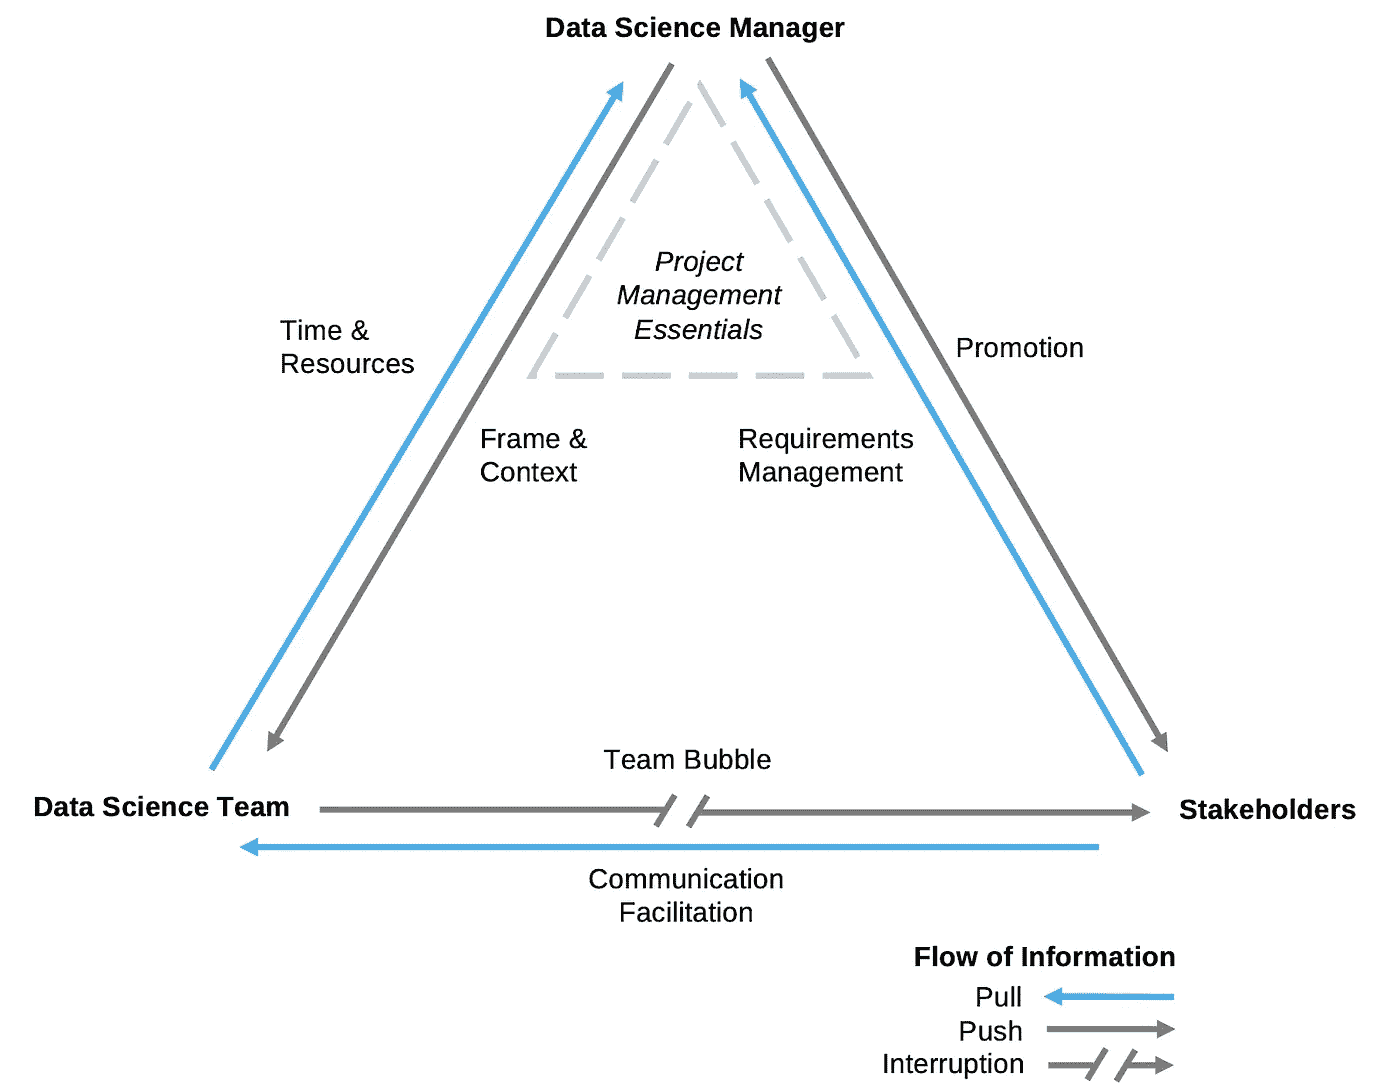 Data Science Manager
Project
Management
Essentials
Time &
Resources
Promotion
Frame &
Context
Requirements
Management
Team Bubble
Data Science Team
Stakeholders
Communication
Facilitation
Flow of Information
Pull
Push
Interruption